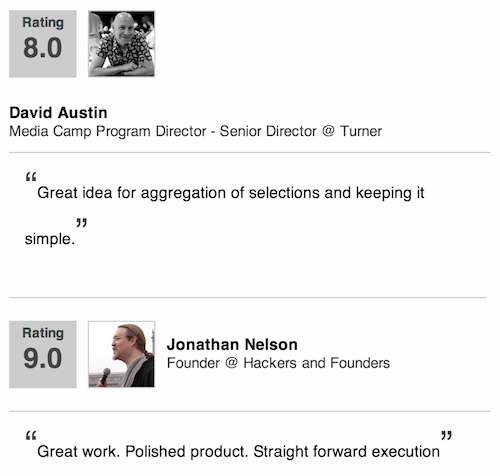 Rating
8.0
David Austin
Media Camp Program Director - Senior Director @ Turner
“Great idea for aggregation of selections and keeping it
simple.”
Rating
9.0
Jonathan Nelson
Founder @ Hackers and Founders
“Great work. Polished product. Straight forward execution”